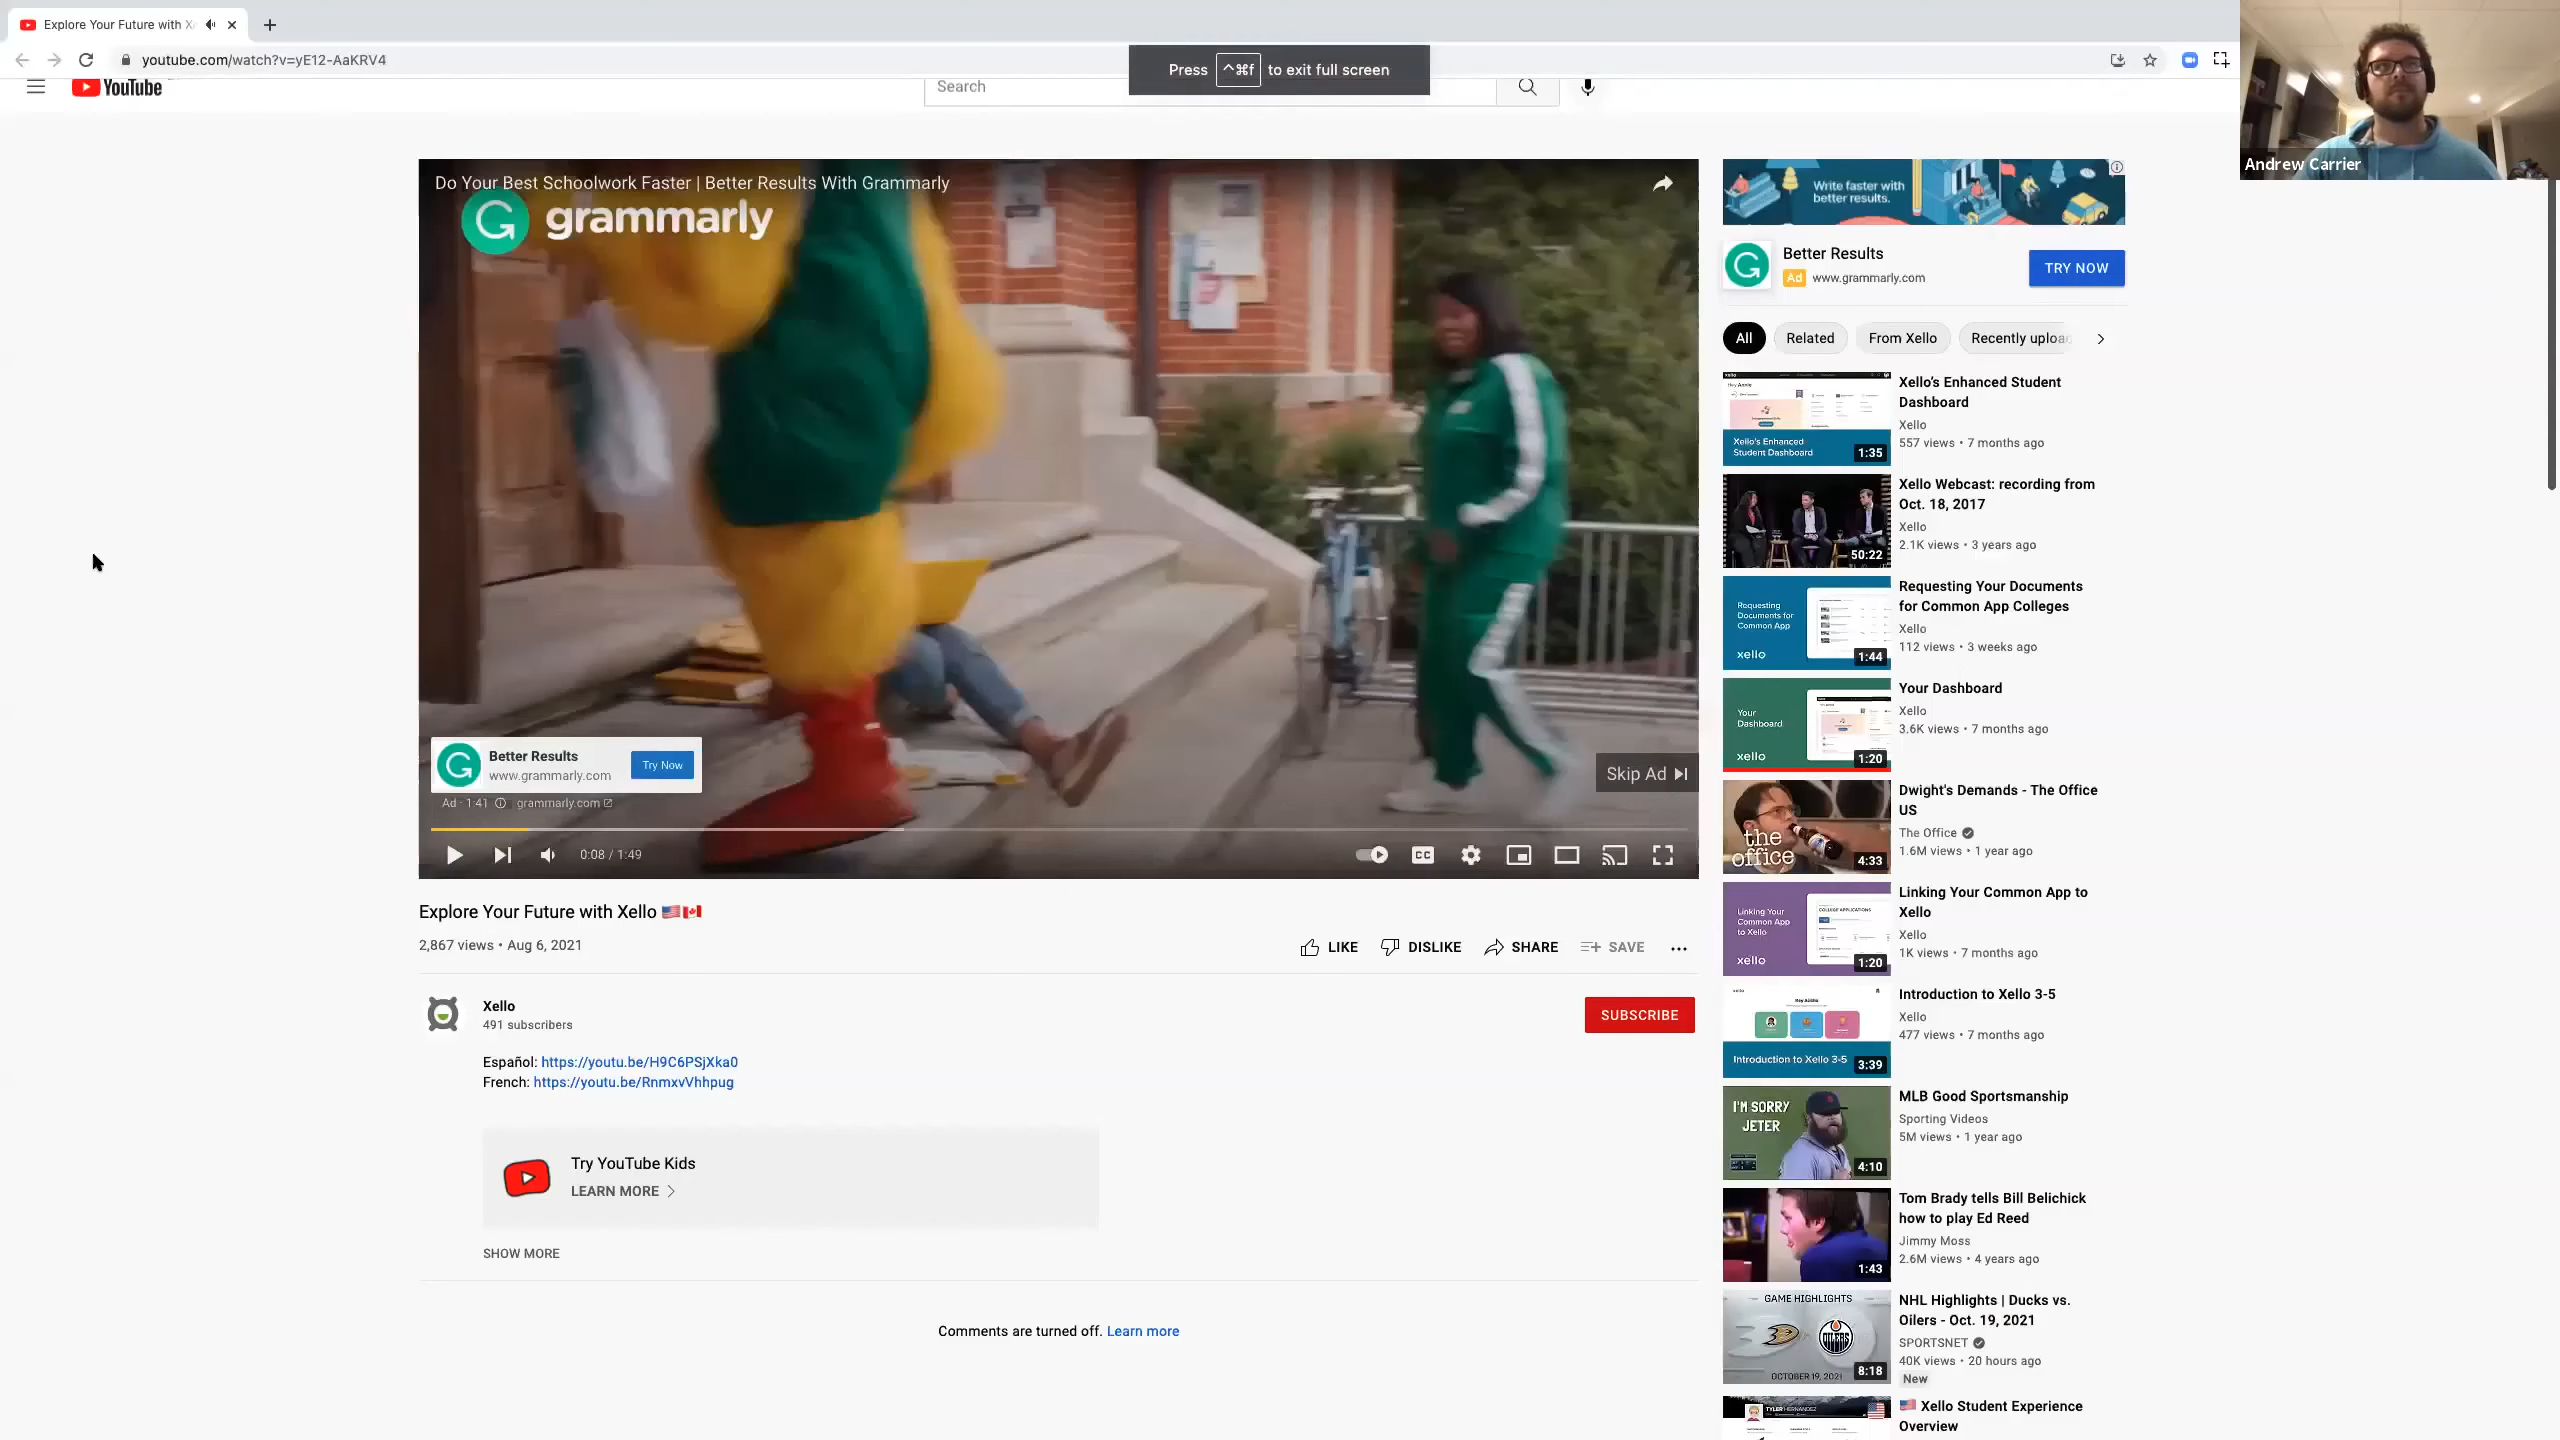 Explore Your Future with X
youtube.com/watch?v=yE12-AaKRV4
Press ^⌘f to exit full screen
YouTube
Search
Andrew Carrier
Do Your Best Schoolwork Faster | Better Results With Grammarly
grammarly
Better Results
www.grammarly.com
Try Now
Ad · 1:41 grammarly.com
Skip Ad
0:08 / 1:49
CC
Explore Your Future with Xello 🇺🇸🇨🇦
2,867 views • Aug 6, 2021
LIKE
DISLIKE
SHARE
SAVE
Xello
491 subscribers
SUBSCRIBE
Español: https://youtu.be/H9C6PSjXka0
French: https://youtu.be/RnmxvVhhpug
Try YouTube Kids
LEARN MORE
SHOW MORE
Comments are turned off. Learn more
Write faster with
better results.
Better Results
Ad www.grammarly.com
TRY NOW
All
Related
From Xello
Recently uploa
Xello's Enhanced
Student Dashboard
1:35
Xello's Enhanced Student
Dashboard
Xello
557 views • 7 months ago
50:22
Xello Webcast: recording from
Oct. 18, 2017
Xello
2.1K views • 3 years ago
Requesting
Documents for
Common App
xello
1:44
Requesting Your Documents
for Common App Colleges
Xello
112 views • 3 weeks ago
Your
Dashboard
xello
1:20
Your Dashboard
Xello
3.6K views • 7 months ago
the
office
4:33
Dwight's Demands - The Office
US
The Office
1.6M views • 1 year ago
Linking Your
Common App
to Xello
xello
1:20
Linking Your Common App to
Xello
Xello
1K views • 7 months ago
Introduction to Xello 3-5
3:39
Introduction to Xello 3-5
Xello
477 views • 7 months ago
I'M SORRY
JETER
4:10
MLB Good Sportsmanship
Sporting Videos
5M views • 1 year ago
1:43
Tom Brady tells Bill Belichick
how to play Ed Reed
Jimmy Moss
2.6M views • 4 years ago
GAME HIGHLIGHTS
OILERS
OCTOBER 19, 2021
8:18
NHL Highlights | Ducks vs.
Oilers - Oct. 19, 2021
SPORTSNET
40K views • 20 hours ago
New
TYLER HERNANDEZ
🇺🇸 Xello Student Experience
Overview